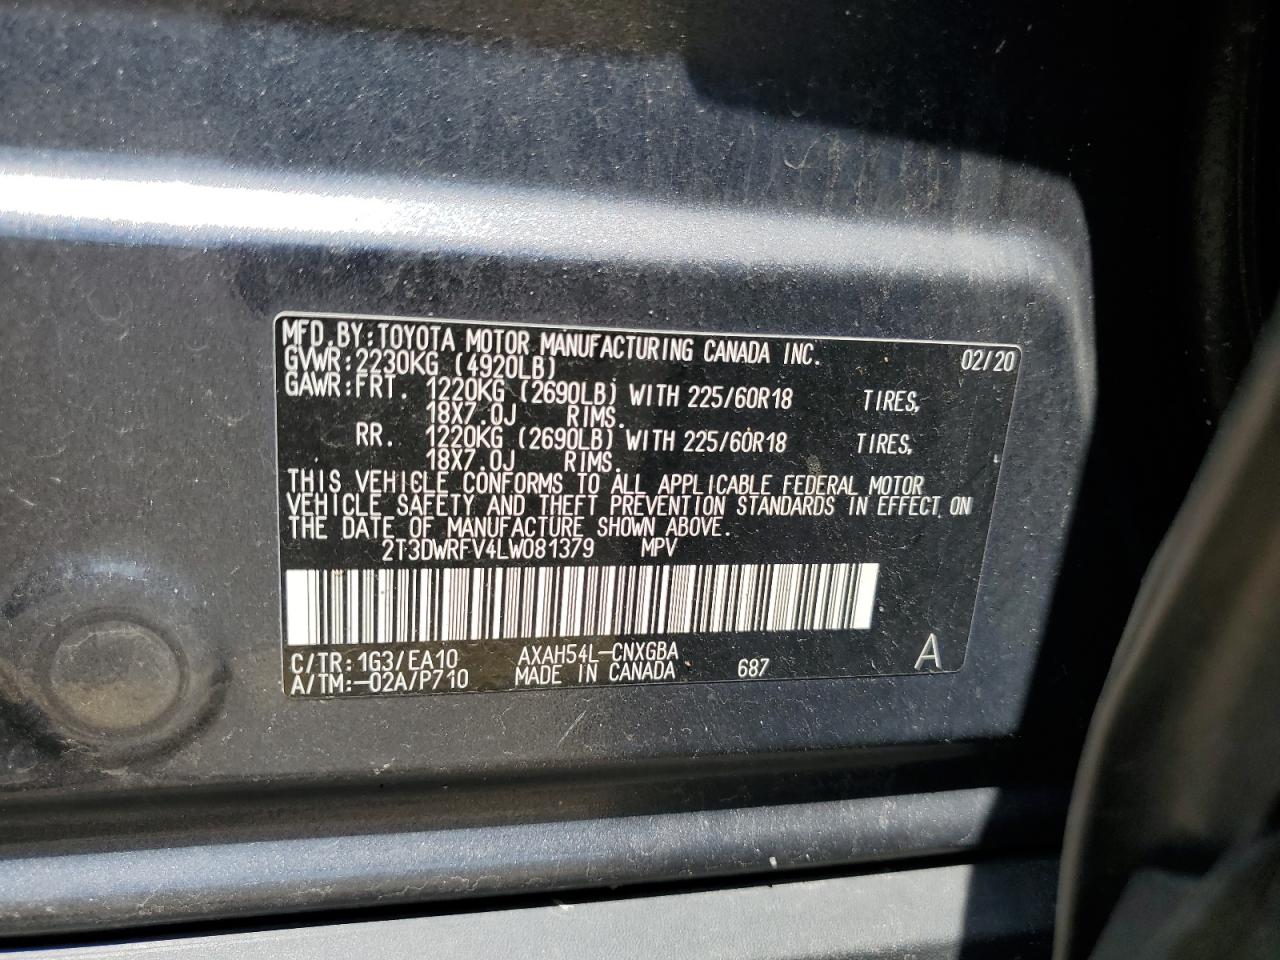 MFD.BY:TOYOTA MOTOR MANUFACTURING CANADA INC. 02/20
GVWR:2230KG (4920LB)
GAWR:FRT. 1220KG (2690LB) WITH 225/60R18 TIRES,
18X7.0J RIMS.
RR. 1220KG (2690LB) WITH 225/60R18 TIRES,
18X7.0J RIMS.
THIS VEHICLE CONFORMS TO ALL APPLICABLE FEDERAL MOTOR
VEHICLE SAFETY AND THEFT PREVENTION STANDARDS IN EFFECT ON
THE DATE OF MANUFACTURE SHOWN ABOVE.
2T3DWRFV4LW081379 MPV
C/TR:1G3/EA10 AXAH54L-CNXGBA
A/TM:-02A/P710 MADE IN CANADA 687 A